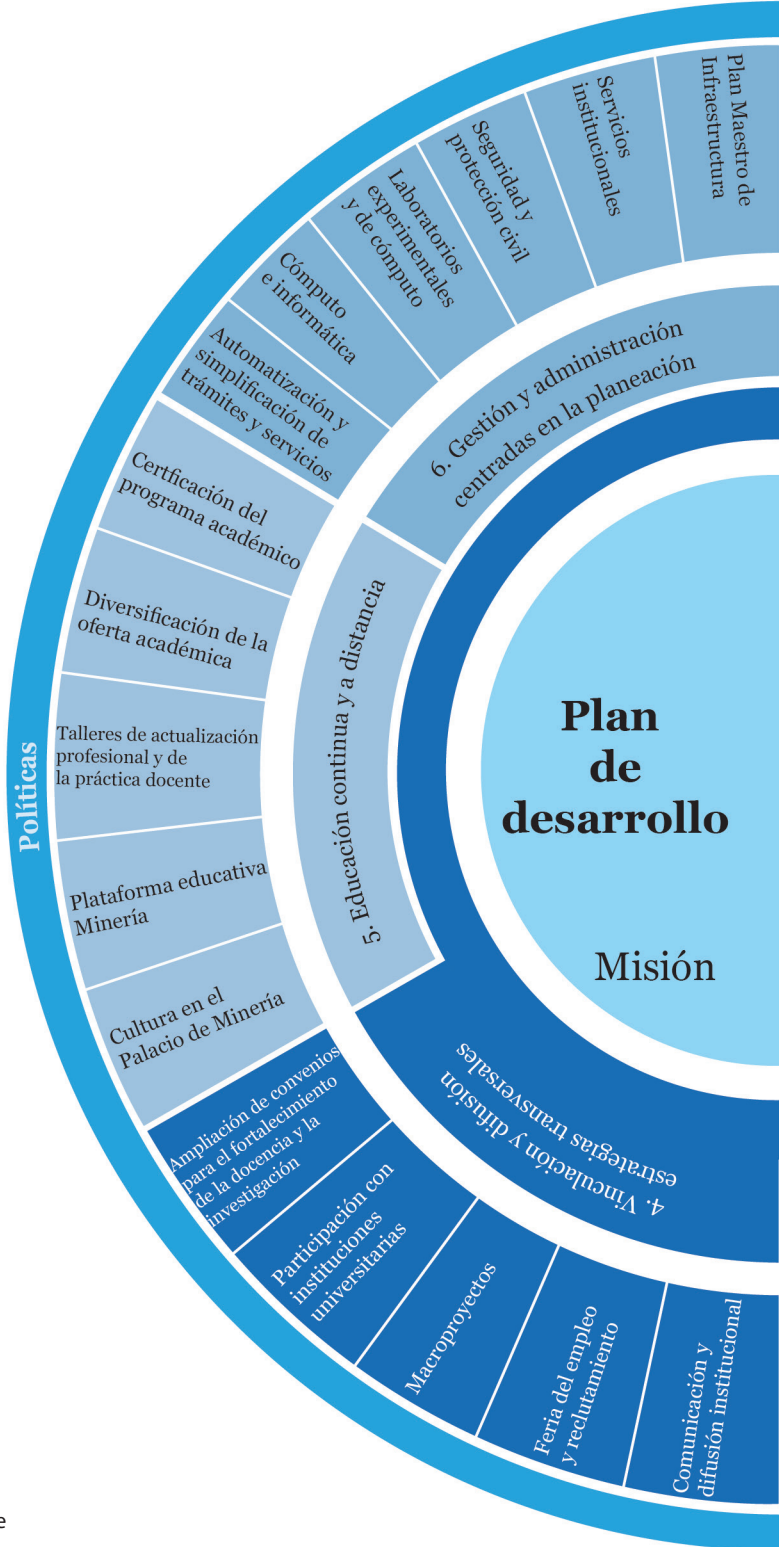 Plan Maestro de
Infraestructura
Servicios
institucionales
Seguridad y
protección civil
Laboratorios
experimentales
y de cómputo
Cómputo
e informática
Automatización y
simplificación de
trámites y servicios
6. Gestión y administración
centradas en la planeación
Certficación del
programa académico
Diversificación de la
oferta académica
Talleres de actualización
profesional y de
la práctica docente
Plataforma educativa
Minería
Cultura en el
Palacio de Minería
5. Educación continua y a distancia
Políticas
Plan
de
desarrollo
Misión
4. Vinculación y difusión
estrategias transversales
Ampliación de convenios
para el fortalecimiento
de la docencia y la
investigación
Participación con
instituciones
universitarias
Macroproyectos
Feria del empleo
y reclutamiento
Comunicación y
difusión institucional
e